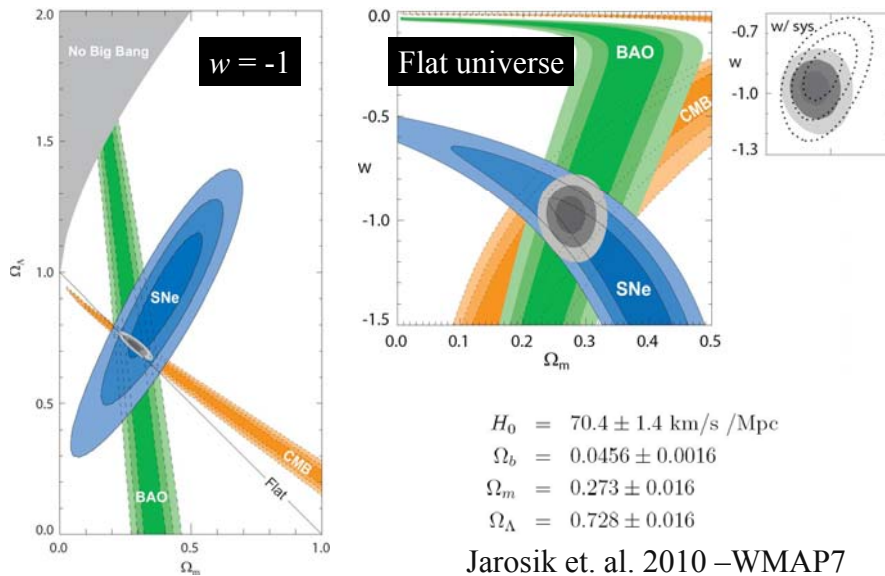 2.0
No Big Bang
w = -1
1.5
Ω_Λ
1.0
SNe
0.5
CMB
Flat
BAO
0.0
0.0
0.5
1.0
Ω_m
0.0
Flat universe
BAO
CMB
-0.5
w
-1.0
SNe
-1.5
0.0
0.1
0.2
0.3
0.4
0.5
Ω_m
-0.7
w/ sys
w
-1.0
-1.3
H_0 = 70.4 ± 1.4 km/s /Mpc
Ω_b = 0.0456 ± 0.0016
Ω_m = 0.273 ± 0.016
Ω_Λ = 0.728 ± 0.016
Jarosik et. al. 2010 –WMAP7